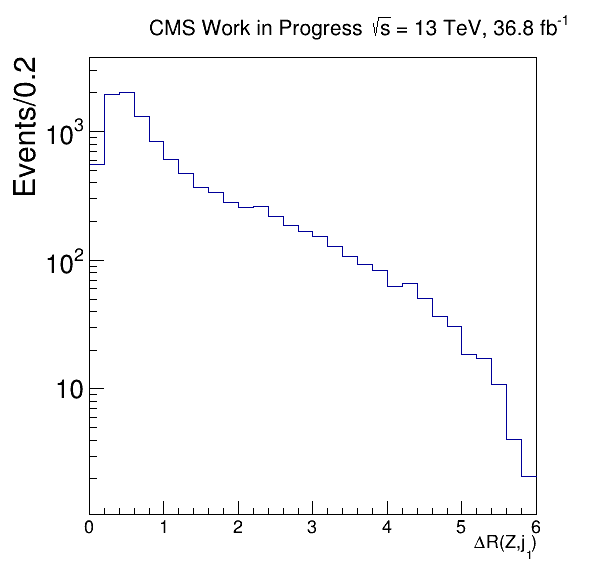 CMS Work in Progress √s = 13 TeV, 36.8 fb⁻¹
Events/0.2
10³
10²
10
0 1 2 3 4 5 6
ΔR(Z,j₁)